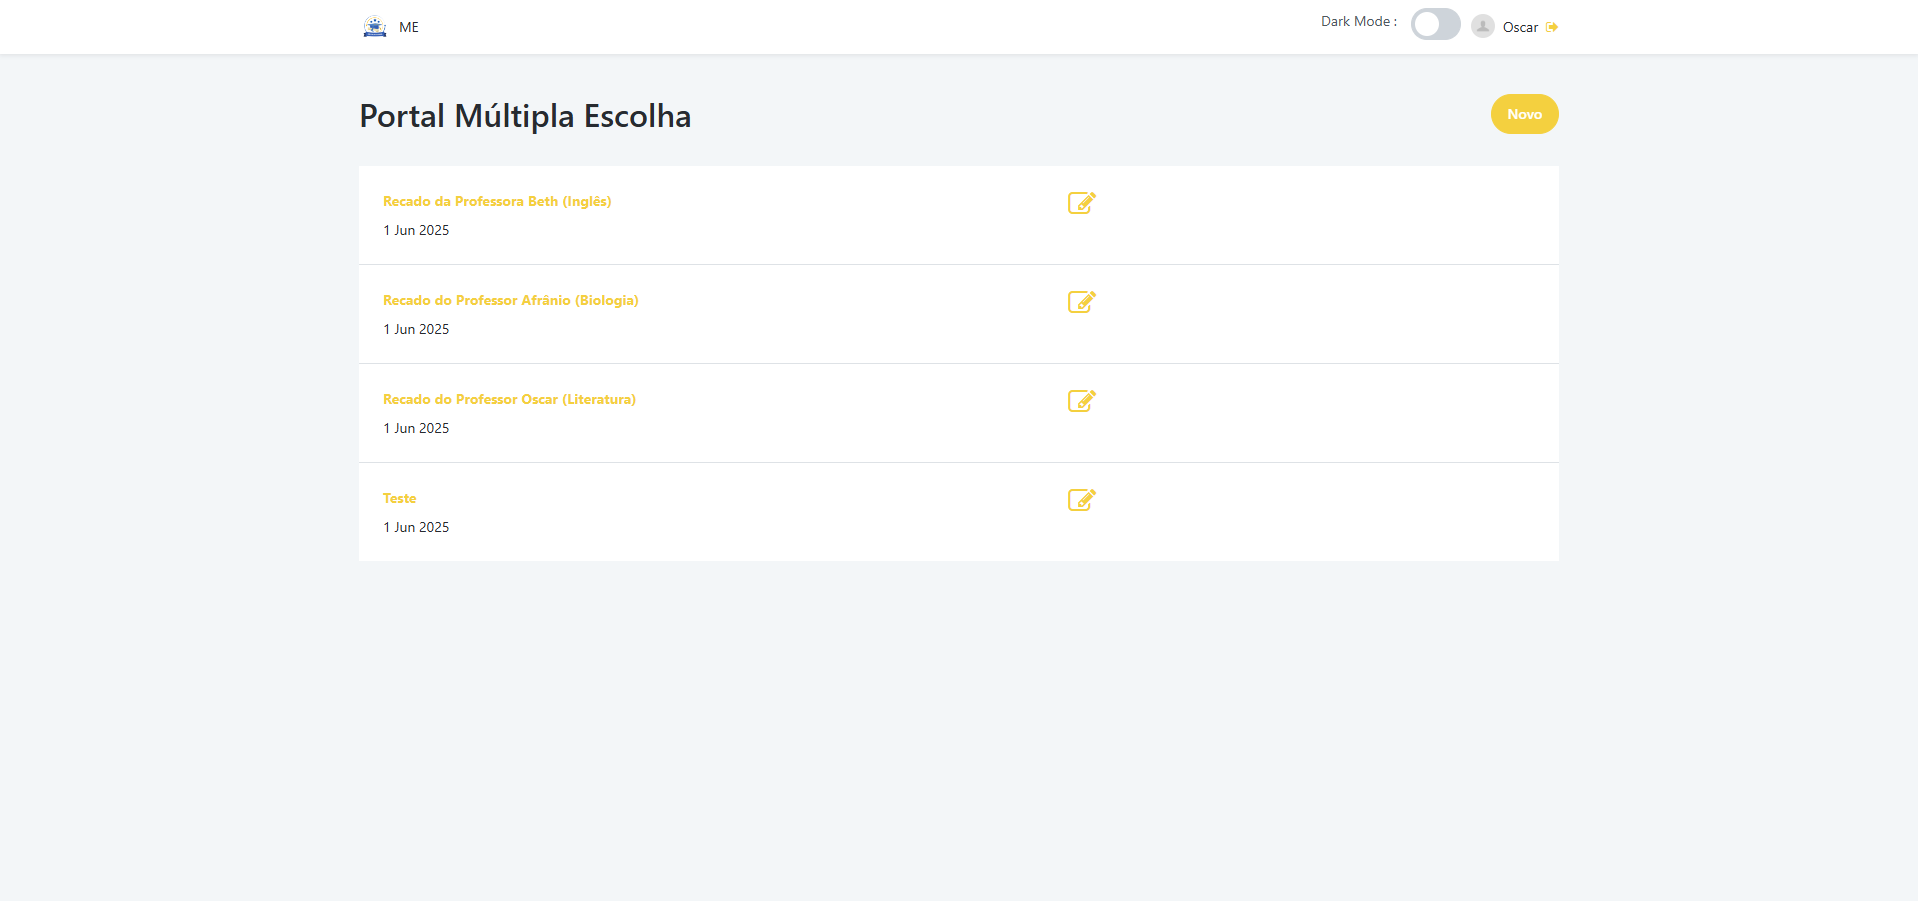 ME
Dark Mode :
Oscar
Portal Múltipla Escolha
Novo
Recado da Professora Beth (Inglês)
1 Jun 2025
Recado do Professor Afrânio (Biologia)
1 Jun 2025
Recado do Professor Oscar (Literatura)
1 Jun 2025
Teste
1 Jun 2025